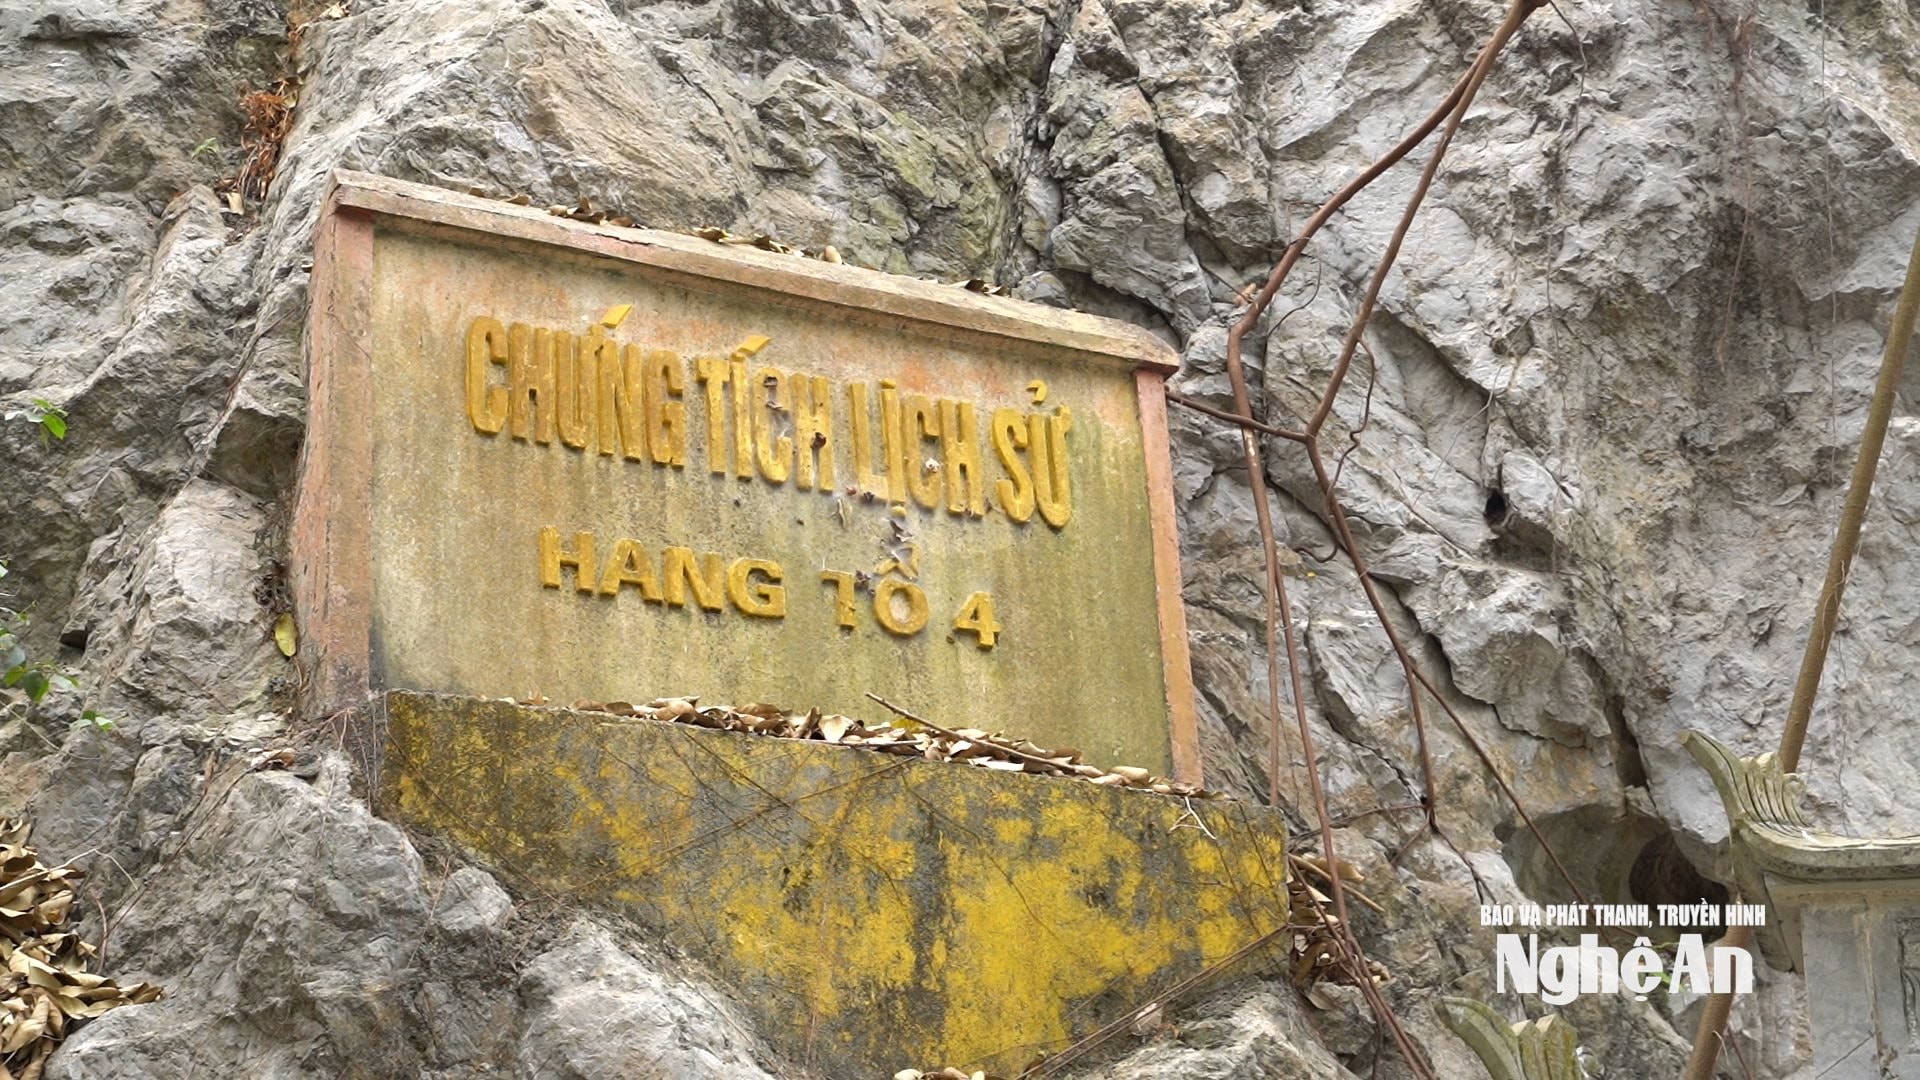 CHỨNG TÍCH LỊCH SỬ
HANG TỔ 4
BÁO VÀ PHÁT THANH, TRUYỀN HÌNH
Nghệ An